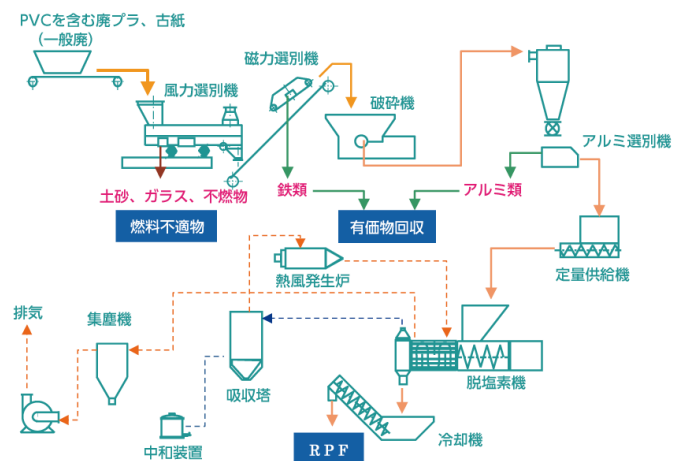 PVCを含む廃プラ、古紙
(一般廃)
風力選別機
磁力選別機
破砕機
アルミ選別機
土砂、ガラス、不燃物
鉄類
アルミ類
燃料不適物
有価物回収
定量供給機
熱風発生炉
排気
集塵機
吸収塔
脱塩素機
中和装置
RPF
冷却機